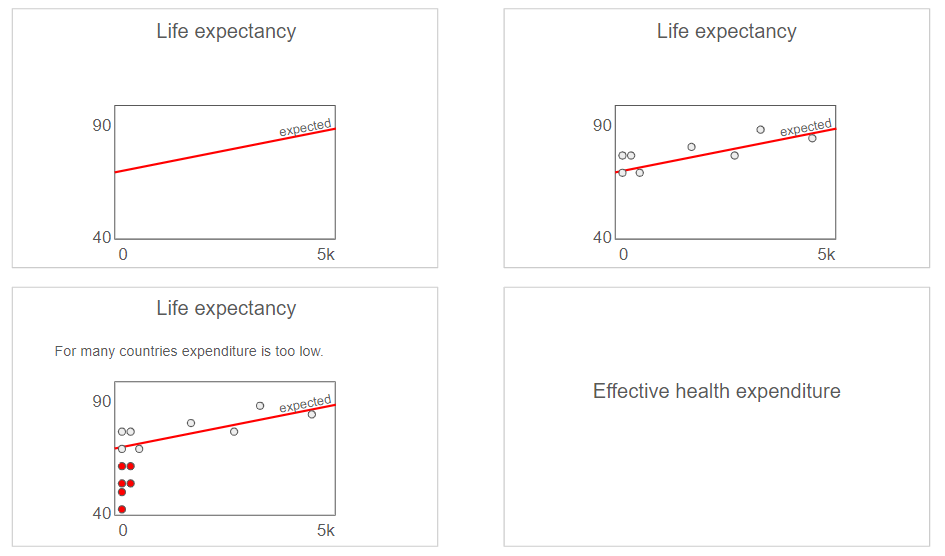 Life expectancy
90
expected
40
0 5k
Life expectancy
90
expected
40
0 5k
Life expectancy
For many countries expenditure is too low.
90
expected
40
0 5k
Effective health expenditure